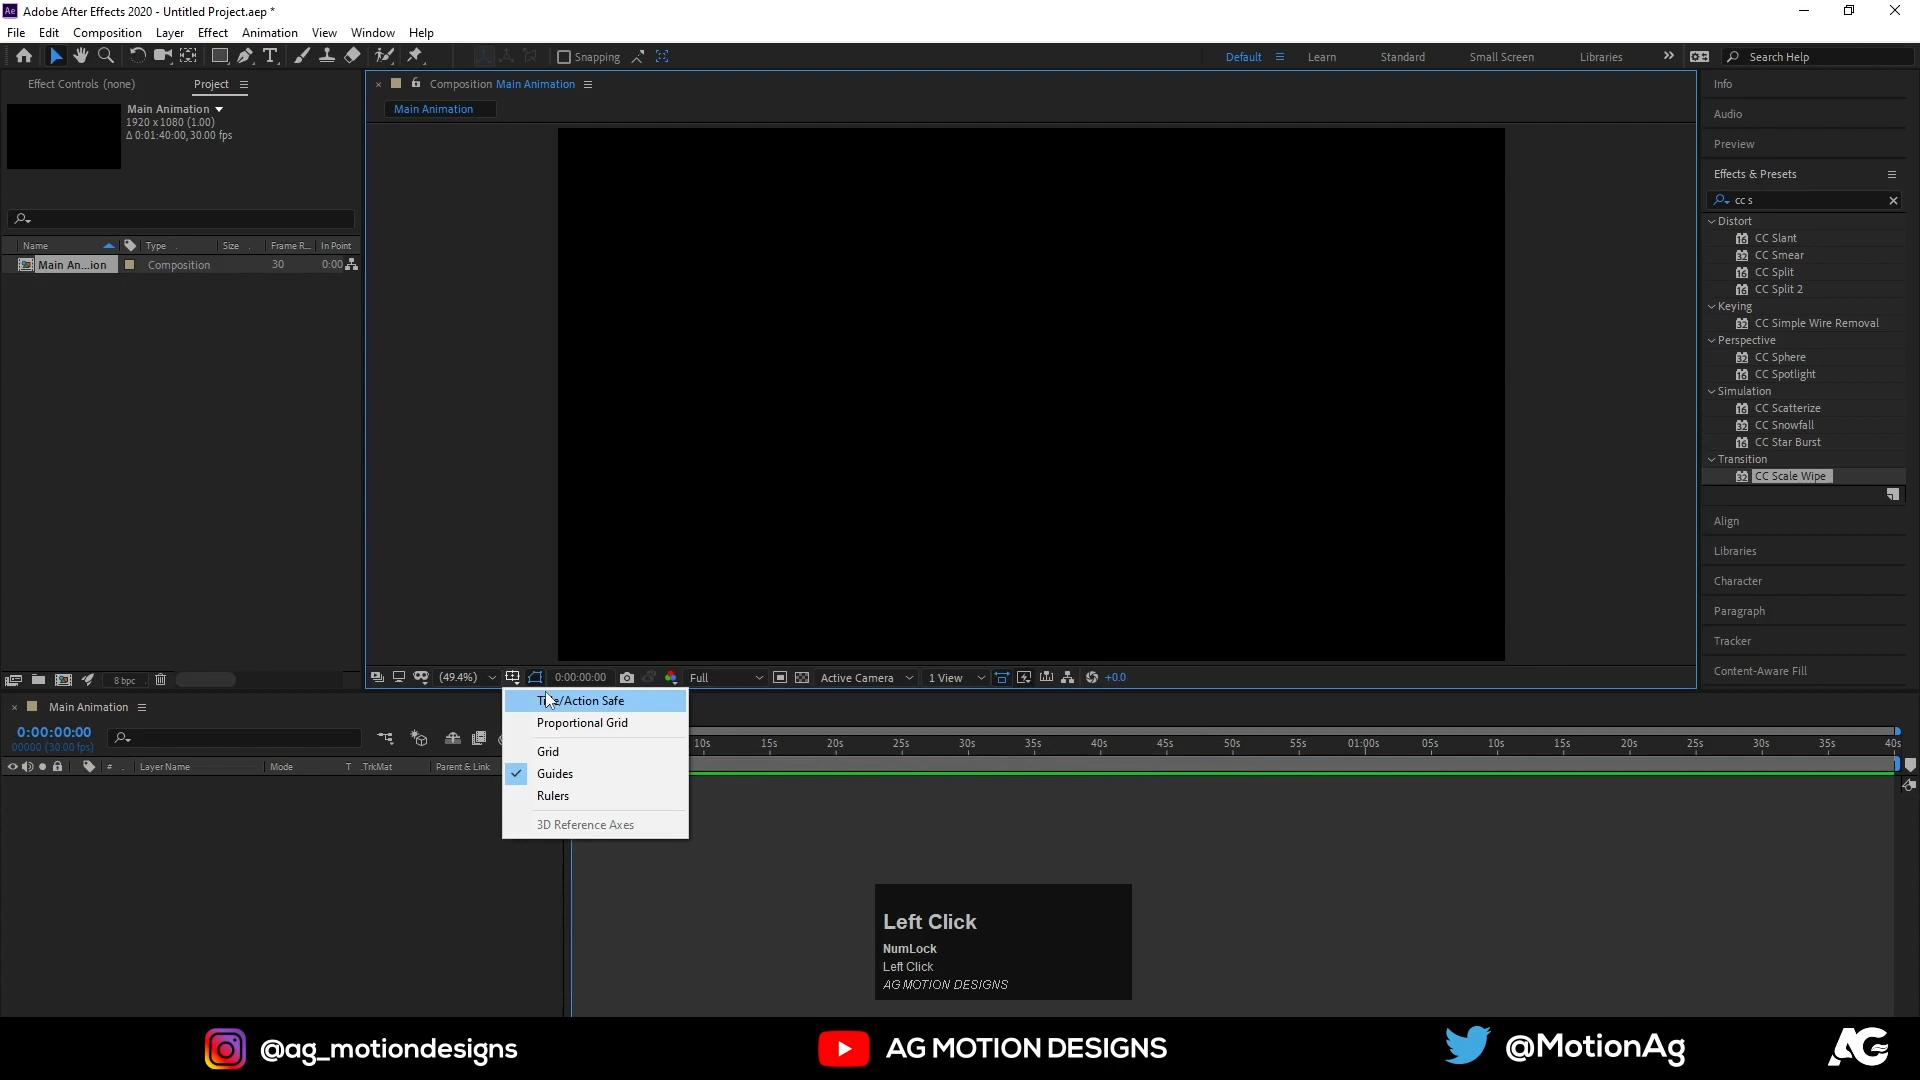 Adobe After Effects 2020 - Untitled Project.aep *
File Edit Composition Layer Effect Animation View Window Help
Snapping
Default Learn Standard Small Screen Libraries Search Help
Effect Controls (none) Project
Main Animation
1920 x 1080 (1.00)
Δ 0:01:40:00, 30.00 fps
Name Type Size Frame R... In Point
Main An...ion Composition 30 0:00
8 bpc
Composition Main Animation
Main Animation
(49.4%) 0:00:00:00 Full Active Camera 1 View +0.0
Title/Action Safe
Proportional Grid
Grid
Guides
Rulers
3D Reference Axes
Info
Audio
Preview
Effects & Presets
cc s
Distort
CC Slant
CC Smear
CC Split
CC Split 2
Keying
CC Simple Wire Removal
Perspective
CC Sphere
CC Spotlight
Simulation
CC Scatterize
CC Snowfall
CC Star Burst
Transition
CC Scale Wipe
Align
Libraries
Character
Paragraph
Tracker
Content-Aware Fill
Main Animation
0:00:00:00
00000 (30.00 fps)
# Layer Name Mode T .TrkMat Parent & Link
10s 15s 20s 25s 30s 35s 40s 45s 50s 55s 01:00s 05s 10s 15s 20s 25s 30s 35s 40s
Left Click
NumLock
Left Click
AG MOTION DESIGNS
@ag_motiondesigns AG MOTION DESIGNS @MotionAg AG